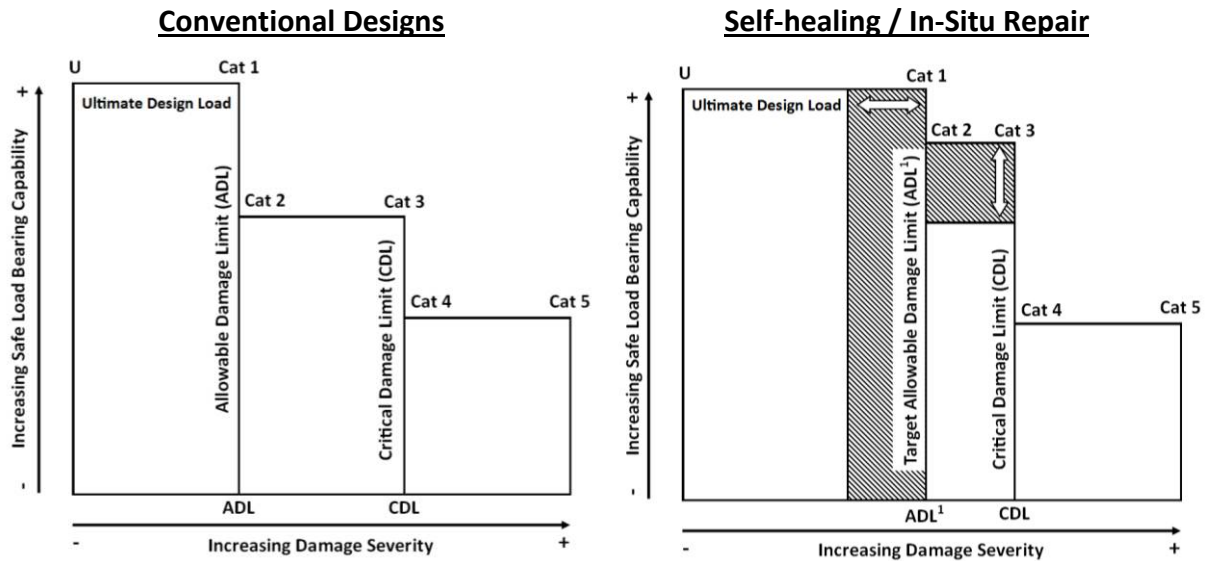 Conventional Designs
U
Cat 1
Ultimate Design Load
+
Increasing Safe Load Bearing Capability
-
Allowable Damage Limit (ADL)
Cat 2
Cat 3
Critical Damage Limit (CDL)
Cat 4
Cat 5
ADL
CDL
-
Increasing Damage Severity
+
Self-healing / In-Situ Repair
U
Cat 1
Ultimate Design Load
+
Increasing Safe Load Bearing Capability
-
Target Allowable Damage Limit (ADL¹)
Cat 2
Cat 3
Critical Damage Limit (CDL)
Cat 4
Cat 5
ADL¹
CDL
-
Increasing Damage Severity
+